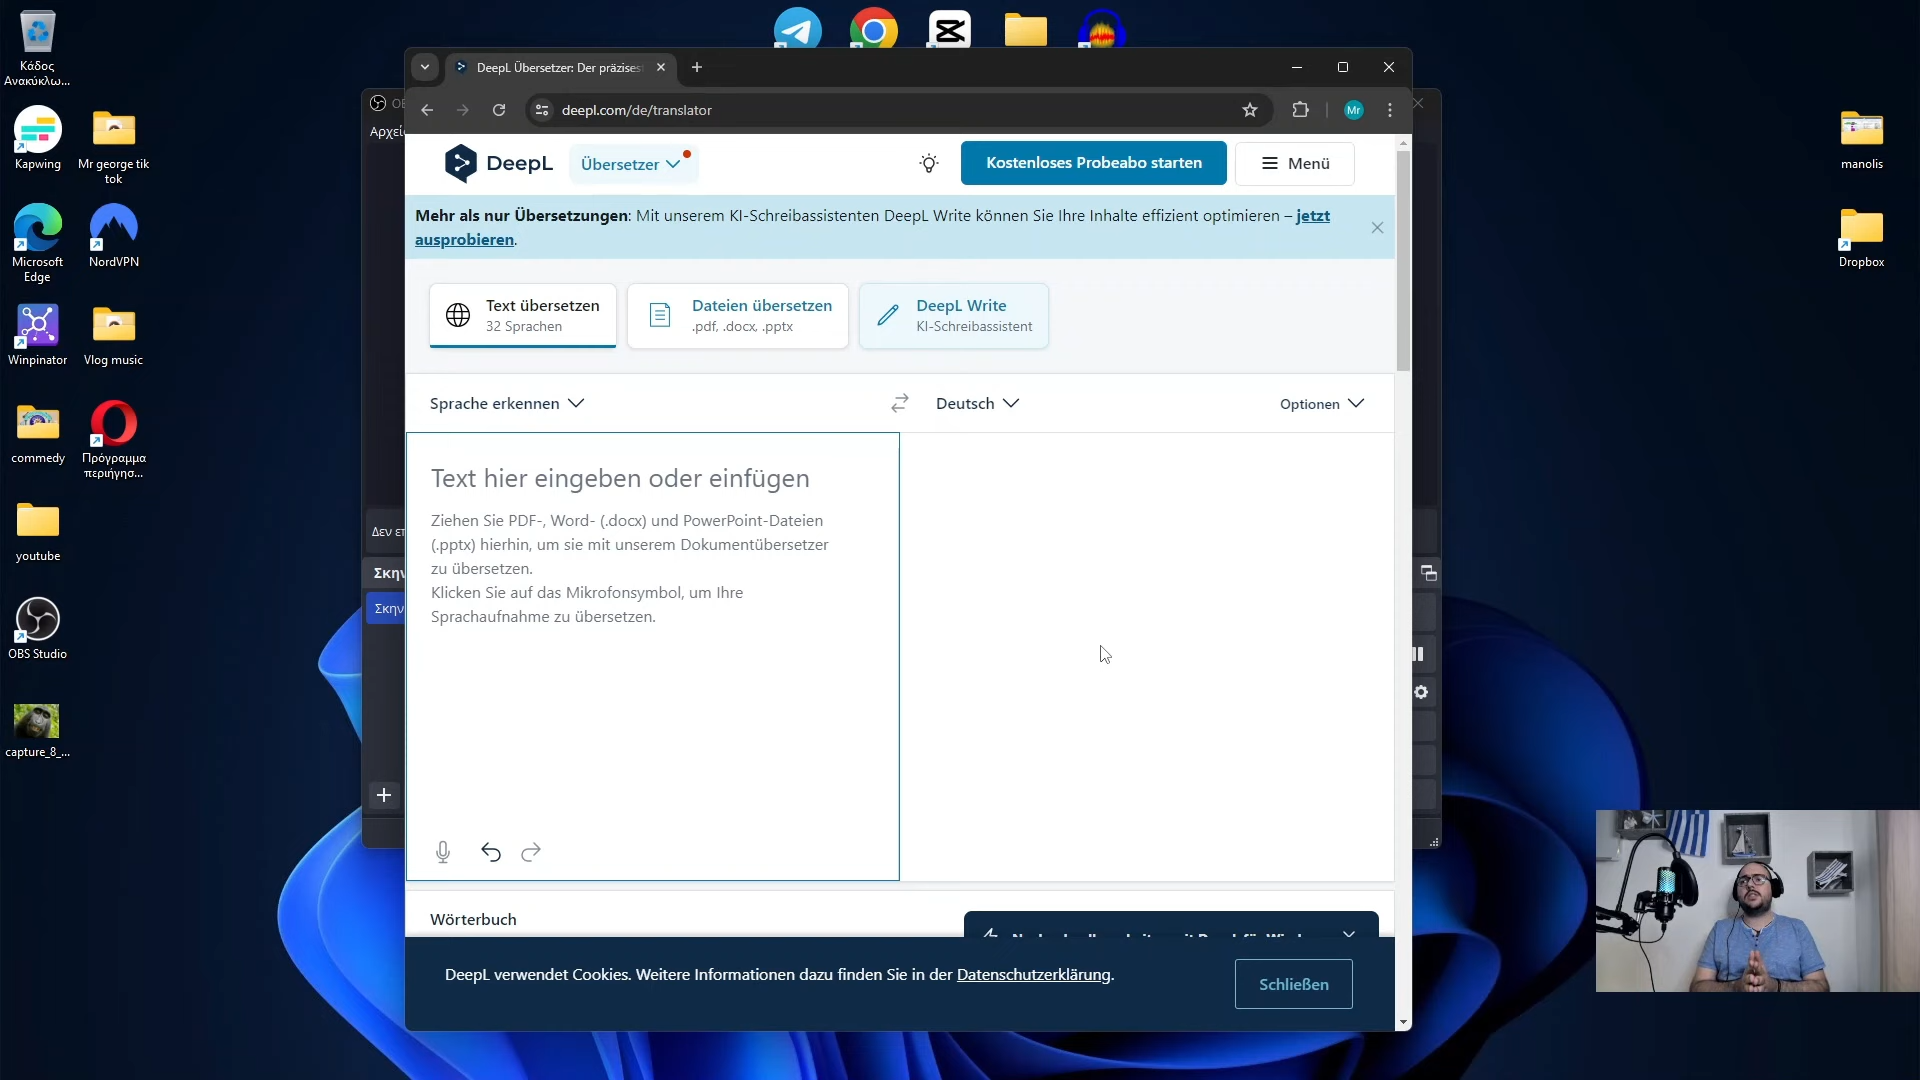 Κάδος
Ανακύκλω...
Kapwing
Mr george tik
tok
Microsoft
Edge
NordVPN
Winpinator
Vlog music
commedy
Πρόγραμμα
περιήγησ...
youtube
OBS Studio
capture_8_...
manolis
Dropbox
DeepL Übersetzer: Der präzises
deepl.com/de/translator
Mr
DeepL
Übersetzer
Kostenloses Probeabo starten
Menü
Mehr als nur Übersetzungen: Mit unserem KI-Schreibassistenten DeepL Write können Sie Ihre Inhalte effizient optimieren – jetzt
ausprobieren.
Text übersetzen
32 Sprachen
Dateien übersetzen
.pdf, .docx, .pptx
DeepL Write
KI-Schreibassistent
Sprache erkennen
Deutsch
Optionen
Text hier eingeben oder einfügen
Ziehen Sie PDF-, Word- (.docx) und PowerPoint-Dateien
(.pptx) hierhin, um sie mit unserem Dokumentübersetzer
zu übersetzen.
Klicken Sie auf das Mikrofonsymbol, um Ihre
Sprachaufnahme zu übersetzen.
Wörterbuch
DeepL verwendet Cookies. Weitere Informationen dazu finden Sie in der Datenschutzerklärung.
Schließen